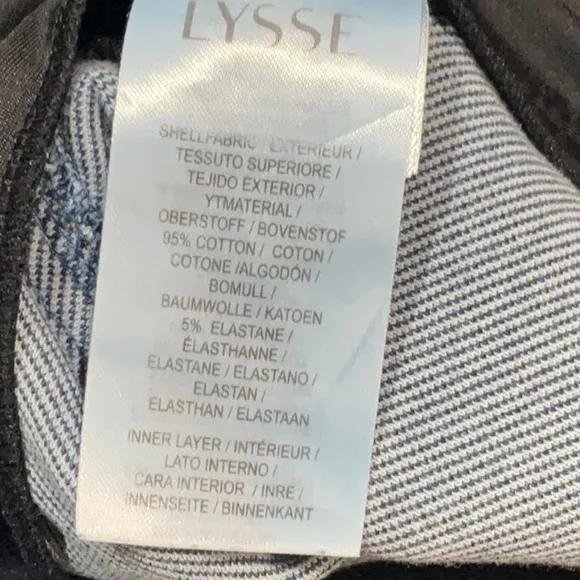 LYSSE
SHELLFABRIC / EXTERIEUR /
TESSUTO SUPERIORE /
TEJIDO EXTERIOR /
YTMATERIAL /
OBERSTOFF / BOVENSTOF
95% COTTON / COTON /
COTONE /ALGODÓN /
BOMULL /
BAUMWOLLE / KATOEN
5% ELASTANE /
ÉLASTHANNE /
ELASTANE / ELASTANO /
ELASTAN /
ELASTHAN / ELASTAAN
INNER LAYER / INTÉRIEUR /
LATO INTERNO /
CARA INTERIOR / INRE /
INNENSEITE / BINNENKANT